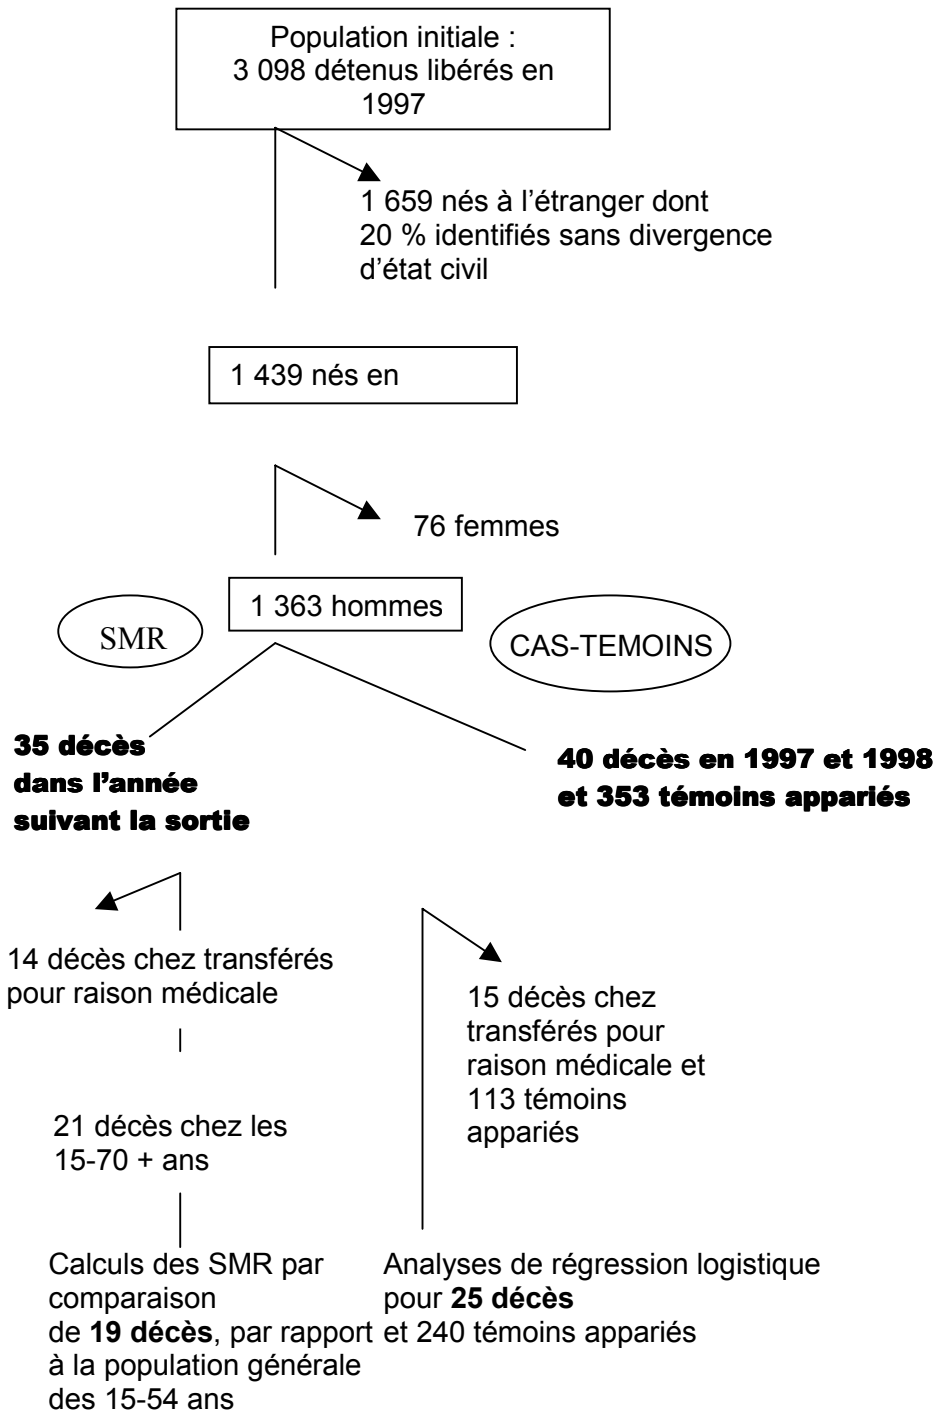 Population initiale :
3 098 détenus libérés en
1997
1 659 nés à l’étranger dont
20 % identifiés sans divergence
d’état civil
1 439 nés en
76 femmes
1 363 hommes
SMR
CAS-TEMOINS
35 décès
dans l’année
suivant la sortie
40 décès en 1997 et 1998
et 353 témoins appariés
14 décès chez transférés
pour raison médicale
15 décès chez
transférés pour
raison médicale et
113 témoins
appariés
21 décès chez les
15-70 + ans
Calculs des SMR par
comparaison
de 19 décès, par rapport
à la population générale
des 15-54 ans
Analyses de régression logistique
pour 25 décès
et 240 témoins appariés